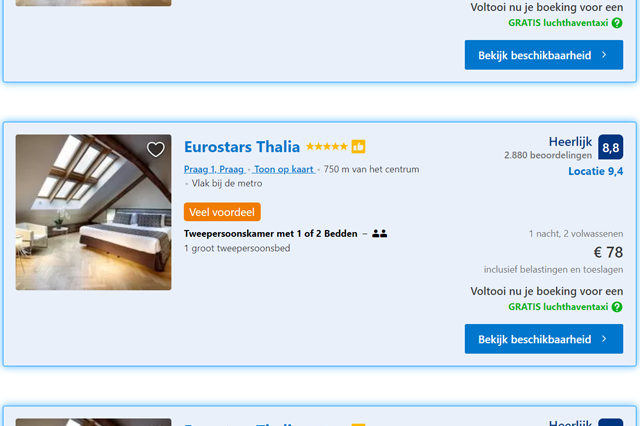 Voltooi nu je boeking voor een
GRATIS luchthaventaxi
Bekijk beschikbaarheid
Eurostars Thalia
Heerlijk
8,8
2.880 beoordelingen
Praag 1, Praag - Toon op kaart - 750 m van het centrum
Locatie 9,4
- Vlak bij de metro
Veel voordeel
Tweepersoonskamer met 1 of 2 Bedden –
1 nacht, 2 volwassenen
1 groot tweepersoonsbed
€ 78
inclusief belastingen en toeslagen
Voltooi nu je boeking voor een
GRATIS luchthaventaxi
Bekijk beschikbaarheid
Heerlijk